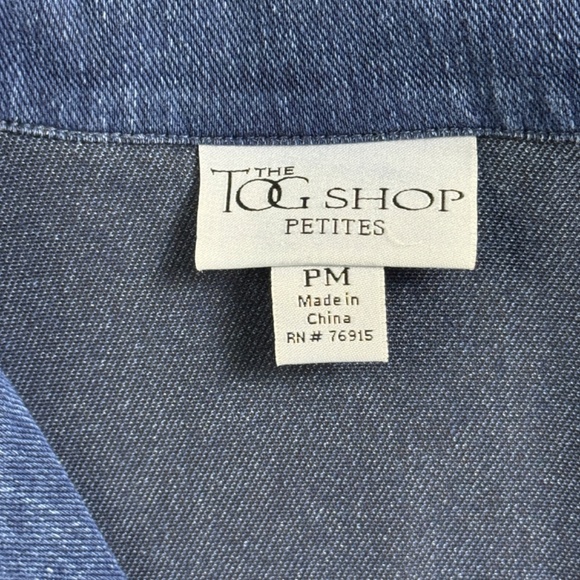 THE
TOG SHOP
PETITES
PM
Made in
China
RN # 76915